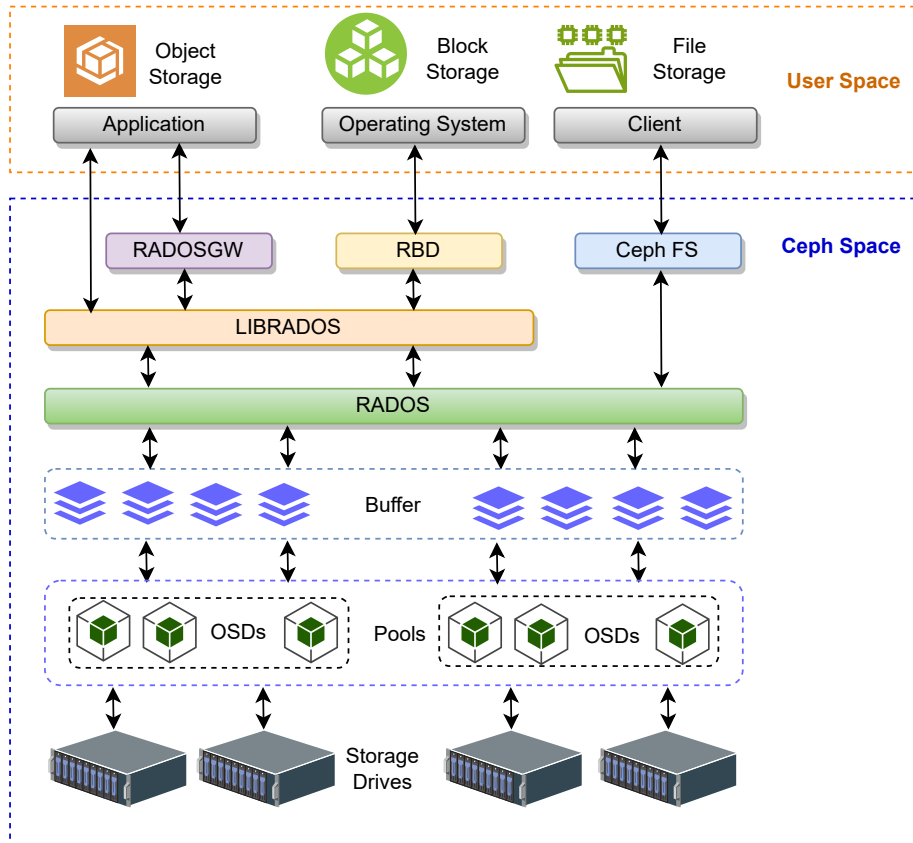 Object
Storage
Block
Storage
File
Storage
User Space
Application
Operating System
Client
Ceph Space
RADOSGW
RBD
Ceph FS
LIBRADOS
RADOS
Buffer
OSDs
Pools
OSDs
Storage
Drives